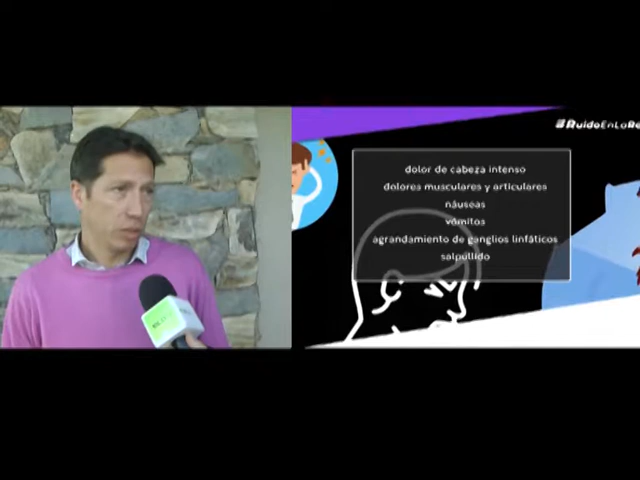 #RuidoEnLaRe
dolor de cabeza intenso
dolores musculares y articulares
náuseas
vómitos
agrandamiento de ganglios linfáticos
salpullido